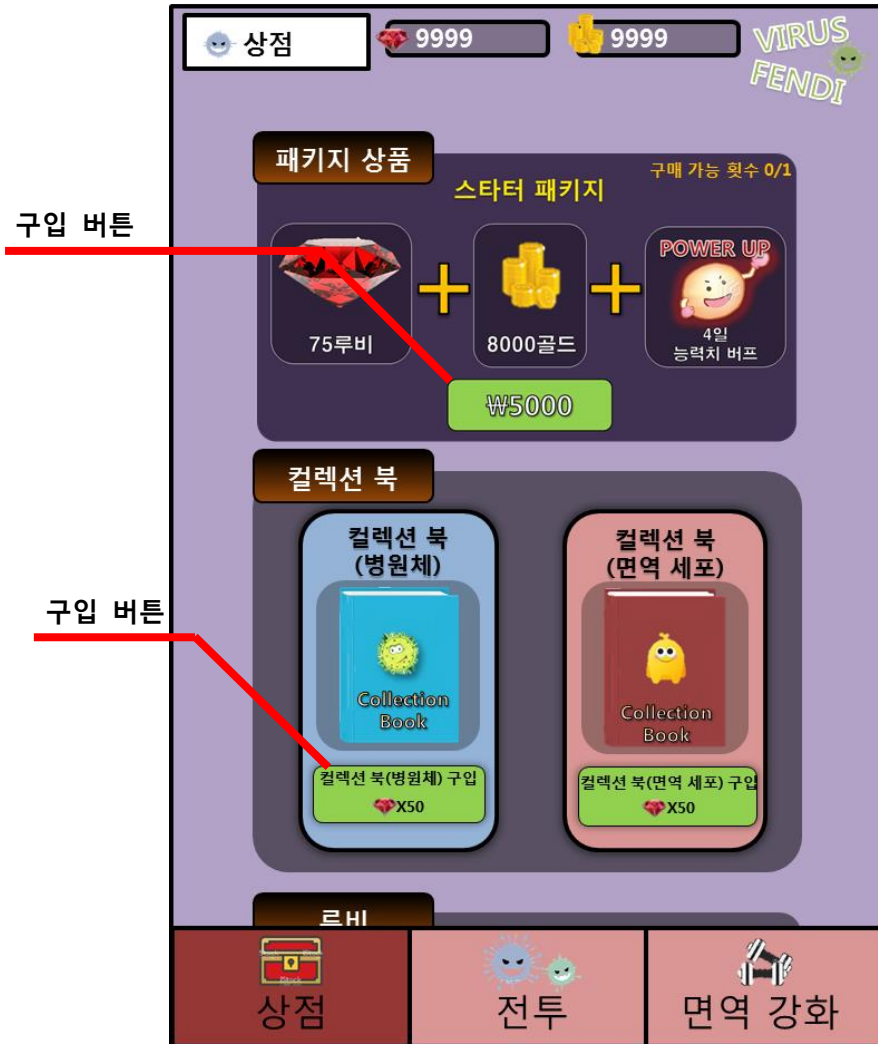 상점
9999
9999
VIRUS
FENDI
패키지 상품
구매 가능 횟수 0/1
스타터 패키지
구입 버튼
POWER UP
75루비
8000골드
4일
능력치 버프
₩5000
컬렉션 북
컬렉션 북
(병원체)
컬렉션 북
(면역 세포)
구입 버튼
Collection
Book
Collection
Book
컬렉션 북(병원체) 구입
X50
컬렉션 북(면역 세포) 구입
X50
루비
상점
전투
면역 강화